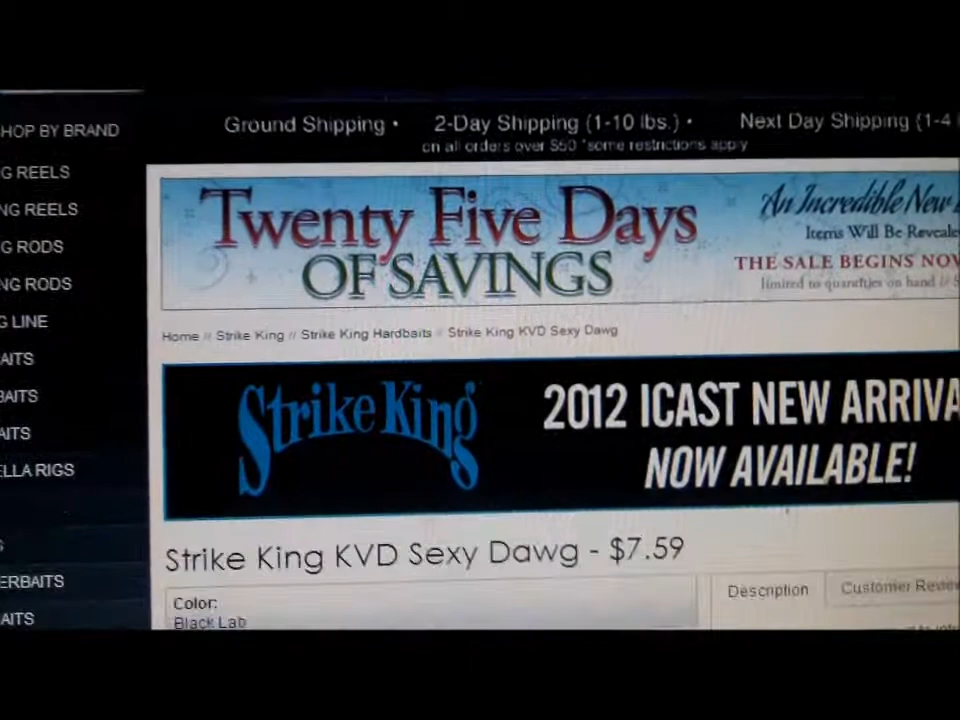 Ground Shipping • 2-Day Shipping (1-10 lbs.) • Next Day Shipping (1-4
on all orders over $50 *some restrictions apply
HOP BY BRAND
G REELS
NG REELS
G RODS
NG RODS
G LINE
AITS
BAITS
AITS
ELLA RIGS
S
ERBAITS
AITS
Twenty Five Days
OF SAVINGS
An Incredible New
Items Will Be Reveale
THE SALE BEGINS NOW
limited to quantities on hand
Home // Strike King // Strike King Hardbaits // Strike King KVD Sexy Dawg
Strike King
2012 ICAST NEW ARRIVA
NOW AVAILABLE!
Strike King KVD Sexy Dawg - $7.59
Color:
Black Lab
Description
Customer Revie